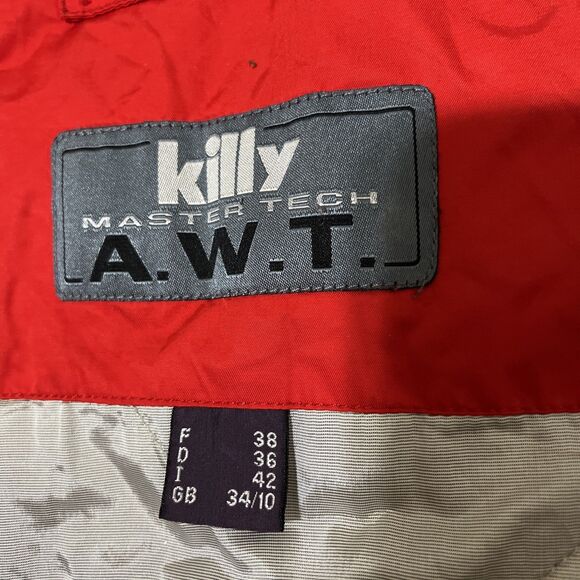 killy
MASTER TECH
A.W.T.
F 38
D 36
I 42
GB 34/10